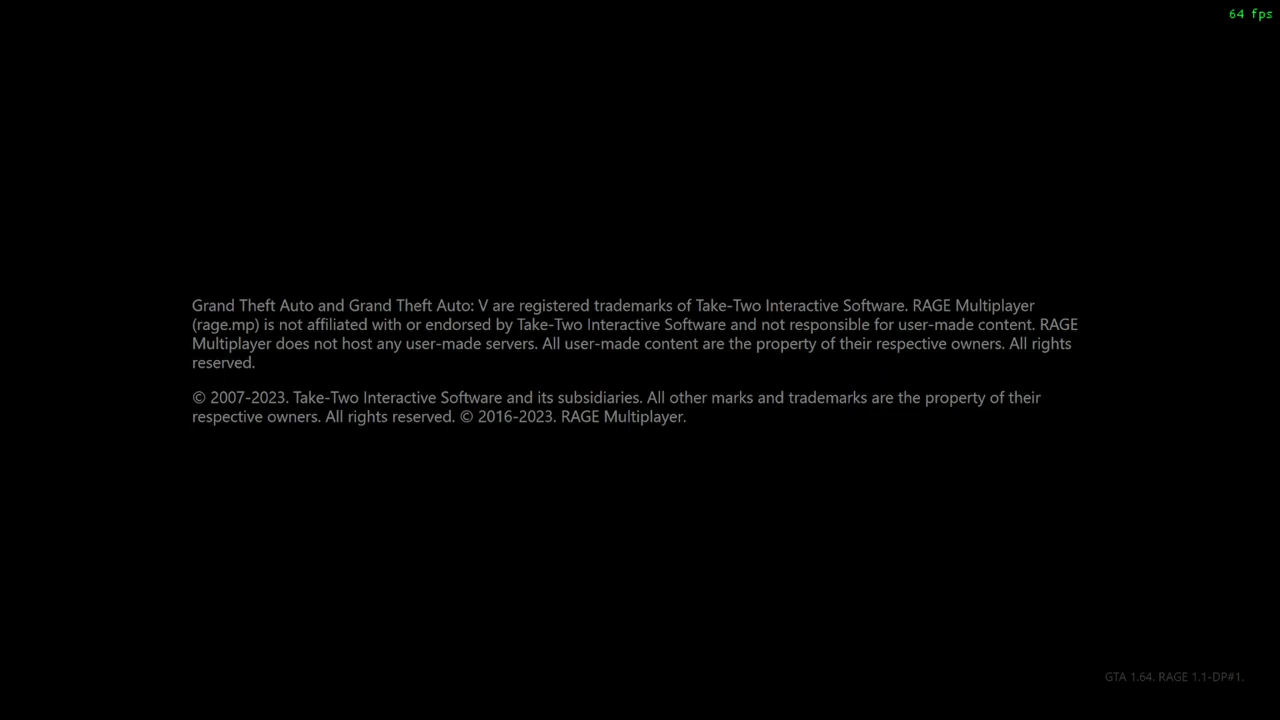 64 fps
Grand Theft Auto and Grand Theft Auto: V are registered trademarks of Take-Two Interactive Software. RAGE Multiplayer
(rage.mp) is not affiliated with or endorsed by Take-Two Interactive Software and not responsible for user-made content. RAGE
Multiplayer does not host any user-made servers. All user-made content are the property of their respective owners. All rights
reserved.
© 2007-2023. Take-Two Interactive Software and its subsidiaries. All other marks and trademarks are the property of their
respective owners. All rights reserved. © 2016-2023. RAGE Multiplayer.
GTA 1.64. RAGE 1.1-DP#1.